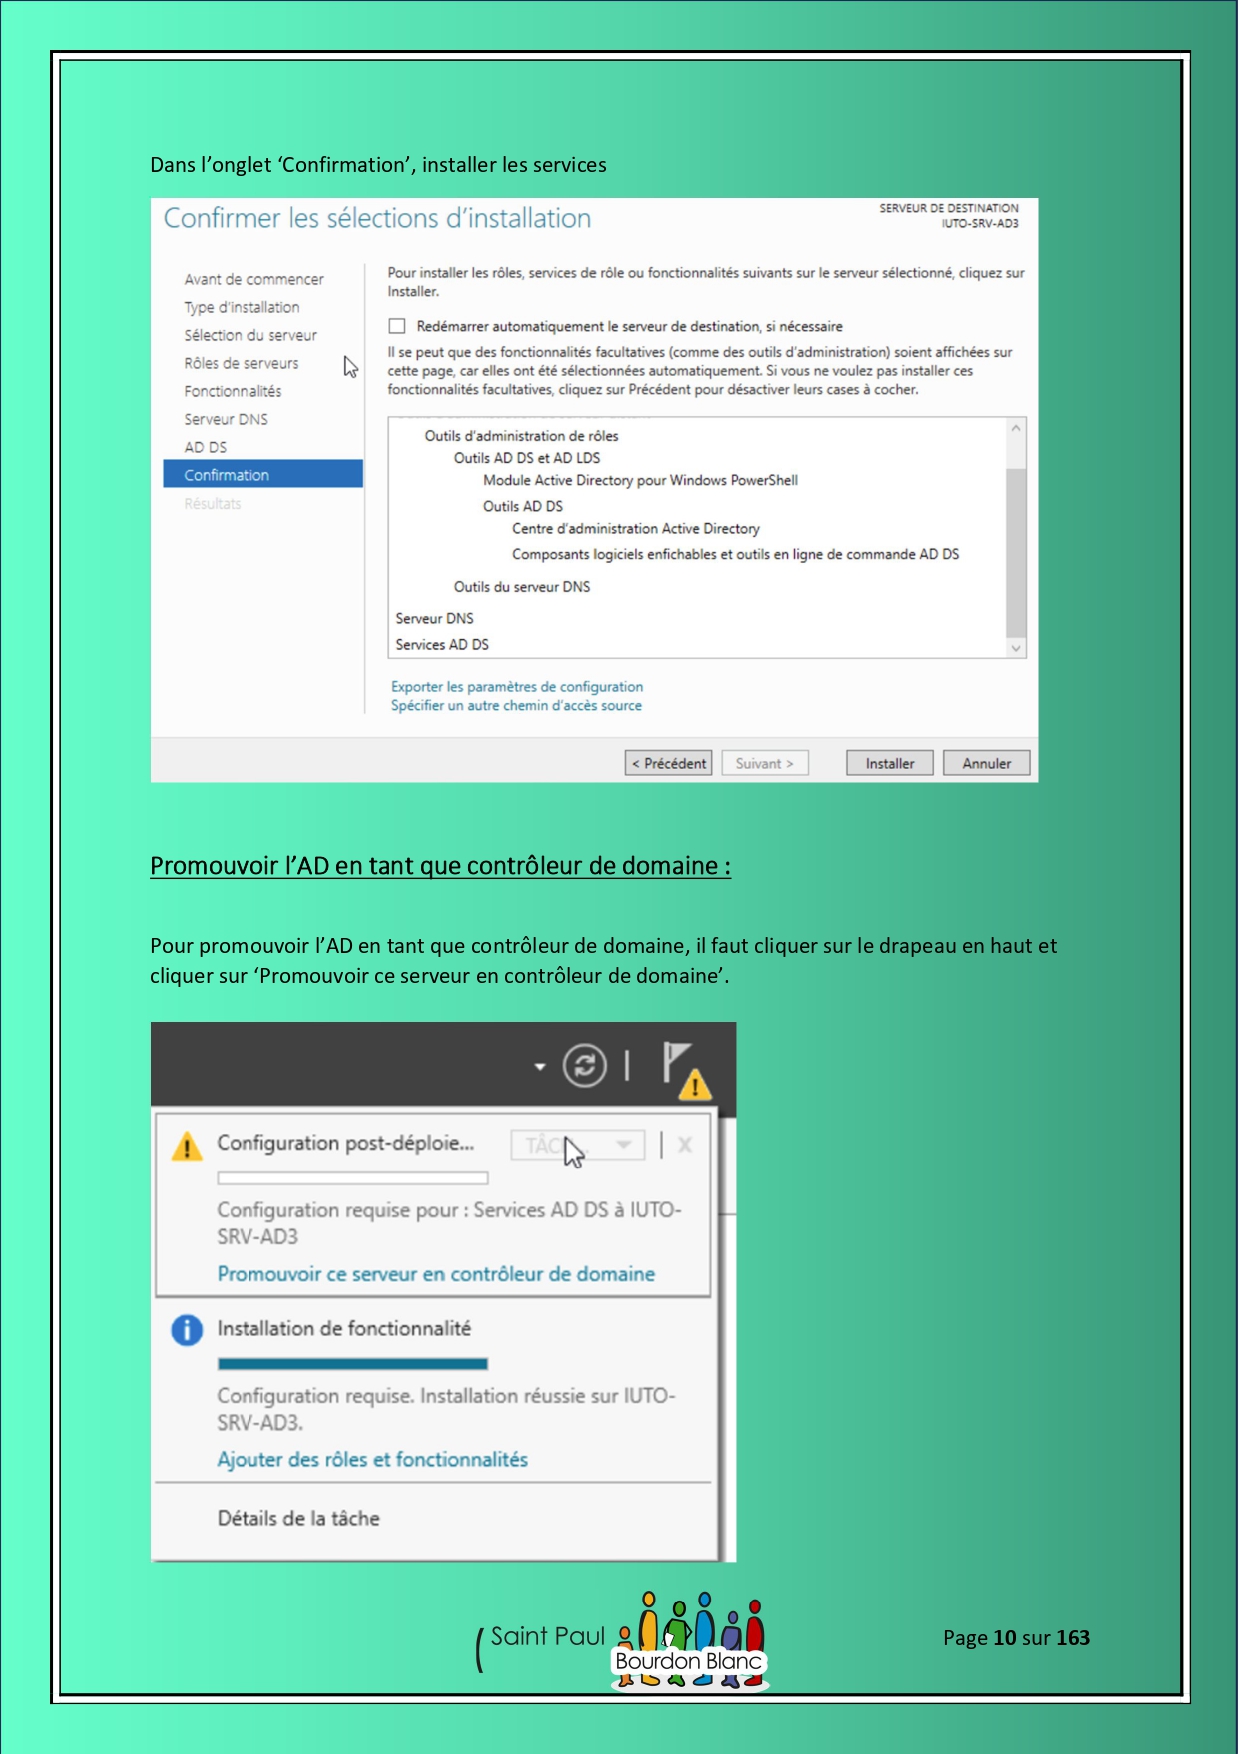 Dans l’onglet ‘Confirmation’, installer les services
Confirmer les sélections d’installation
SERVEUR DE DESTINATION
IUTO-SRV-AD3
Avant de commencer
Type d’installation
Sélection du serveur
Rôles de serveurs
Fonctionnalités
Serveur DNS
AD DS
Confirmation
Résultats
Pour installer les rôles, services de rôle ou fonctionnalités suivants sur le serveur sélectionné, cliquez sur
Installer.
Redémarrer automatiquement le serveur de destination, si nécessaire
Il se peut que des fonctionnalités facultatives (comme des outils d’administration) soient affichées sur
cette page, car elles ont été sélectionnées automatiquement. Si vous ne voulez pas installer ces
fonctionnalités facultatives, cliquez sur Précédent pour désactiver leurs cases à cocher.
Outils d’administration de rôles
Outils AD DS et AD LDS
Module Active Directory pour Windows PowerShell
Outils AD DS
Centre d’administration Active Directory
Composants logiciels enfichables et outils en ligne de commande AD DS
Outils du serveur DNS
Serveur DNS
Services AD DS
Exporter les paramètres de configuration
Spécifier un autre chemin d’accès source
< Précédent
Suivant >
Installer
Annuler
Promouvoir l’AD en tant que contrôleur de domaine :
Pour promouvoir l’AD en tant que contrôleur de domaine, il faut cliquer sur le drapeau en haut et
cliquer sur ‘Promouvoir ce serveur en contrôleur de domaine’.
Configuration post-déploie...
X
Configuration requise pour : Services AD DS à IUTO-
SRV-AD3
Promouvoir ce serveur en contrôleur de domaine
Installation de fonctionnalité
Configuration requise. Installation réussie sur IUTO-
SRV-AD3.
Ajouter des rôles et fonctionnalités
Détails de la tâche
Saint Paul
Bourdon Blanc
Page 10 sur 163